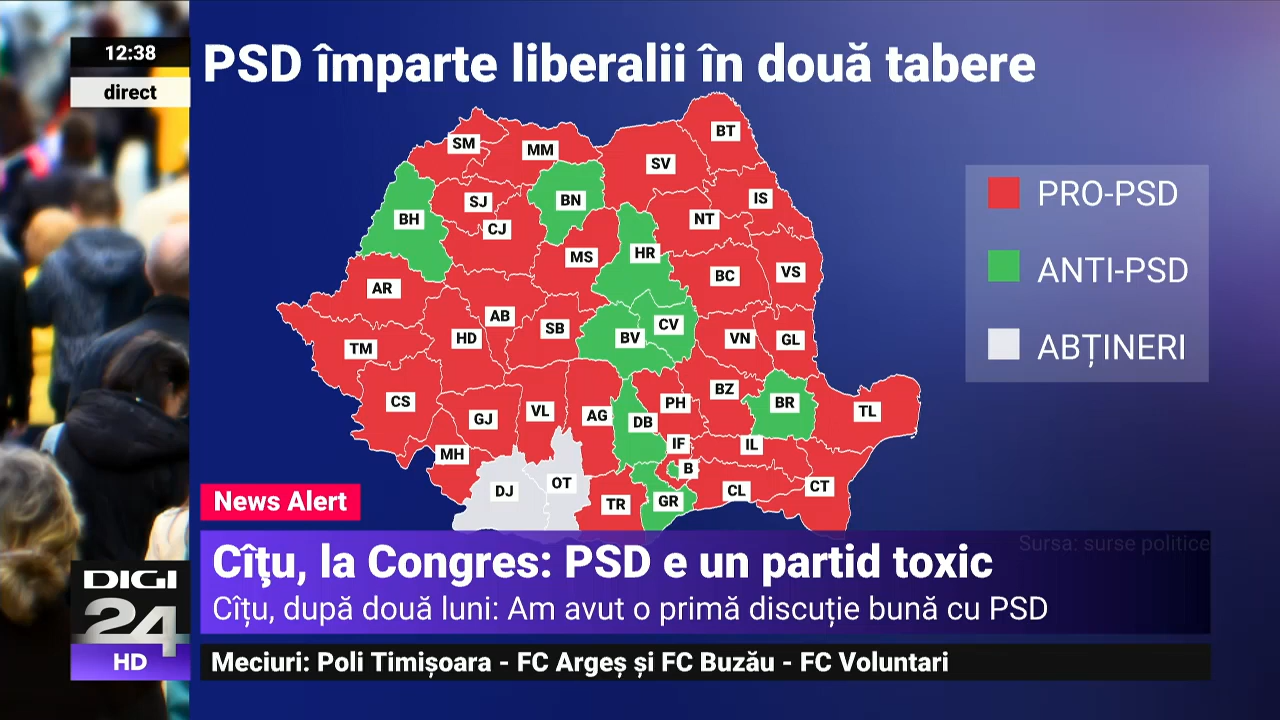 12:38
direct
PSD împarte liberalii în două tabere
BT
SM
MM
SV
BH
SJ
BN
IS
CJ
NT
MS
HR
AR
BC
VS
AB
HD
SB
BV
CV
TM
VN
GL
CS
GJ
VL
AG
DB
PH
BZ
BR
TL
MH
IF
IL
B
DJ
OT
TR
GR
CL
CT
PRO-PSD
ANTI-PSD
ABȚINERI
News Alert
Sursa: surse politice
Cîțu, la Congres: PSD e un partid toxic
Cîțu, după două luni: Am avut o primă discuție bună cu PSD
DIGI
24
HD
Meciuri: Poli Timișoara - FC Argeș și FC Buzău - FC Voluntari